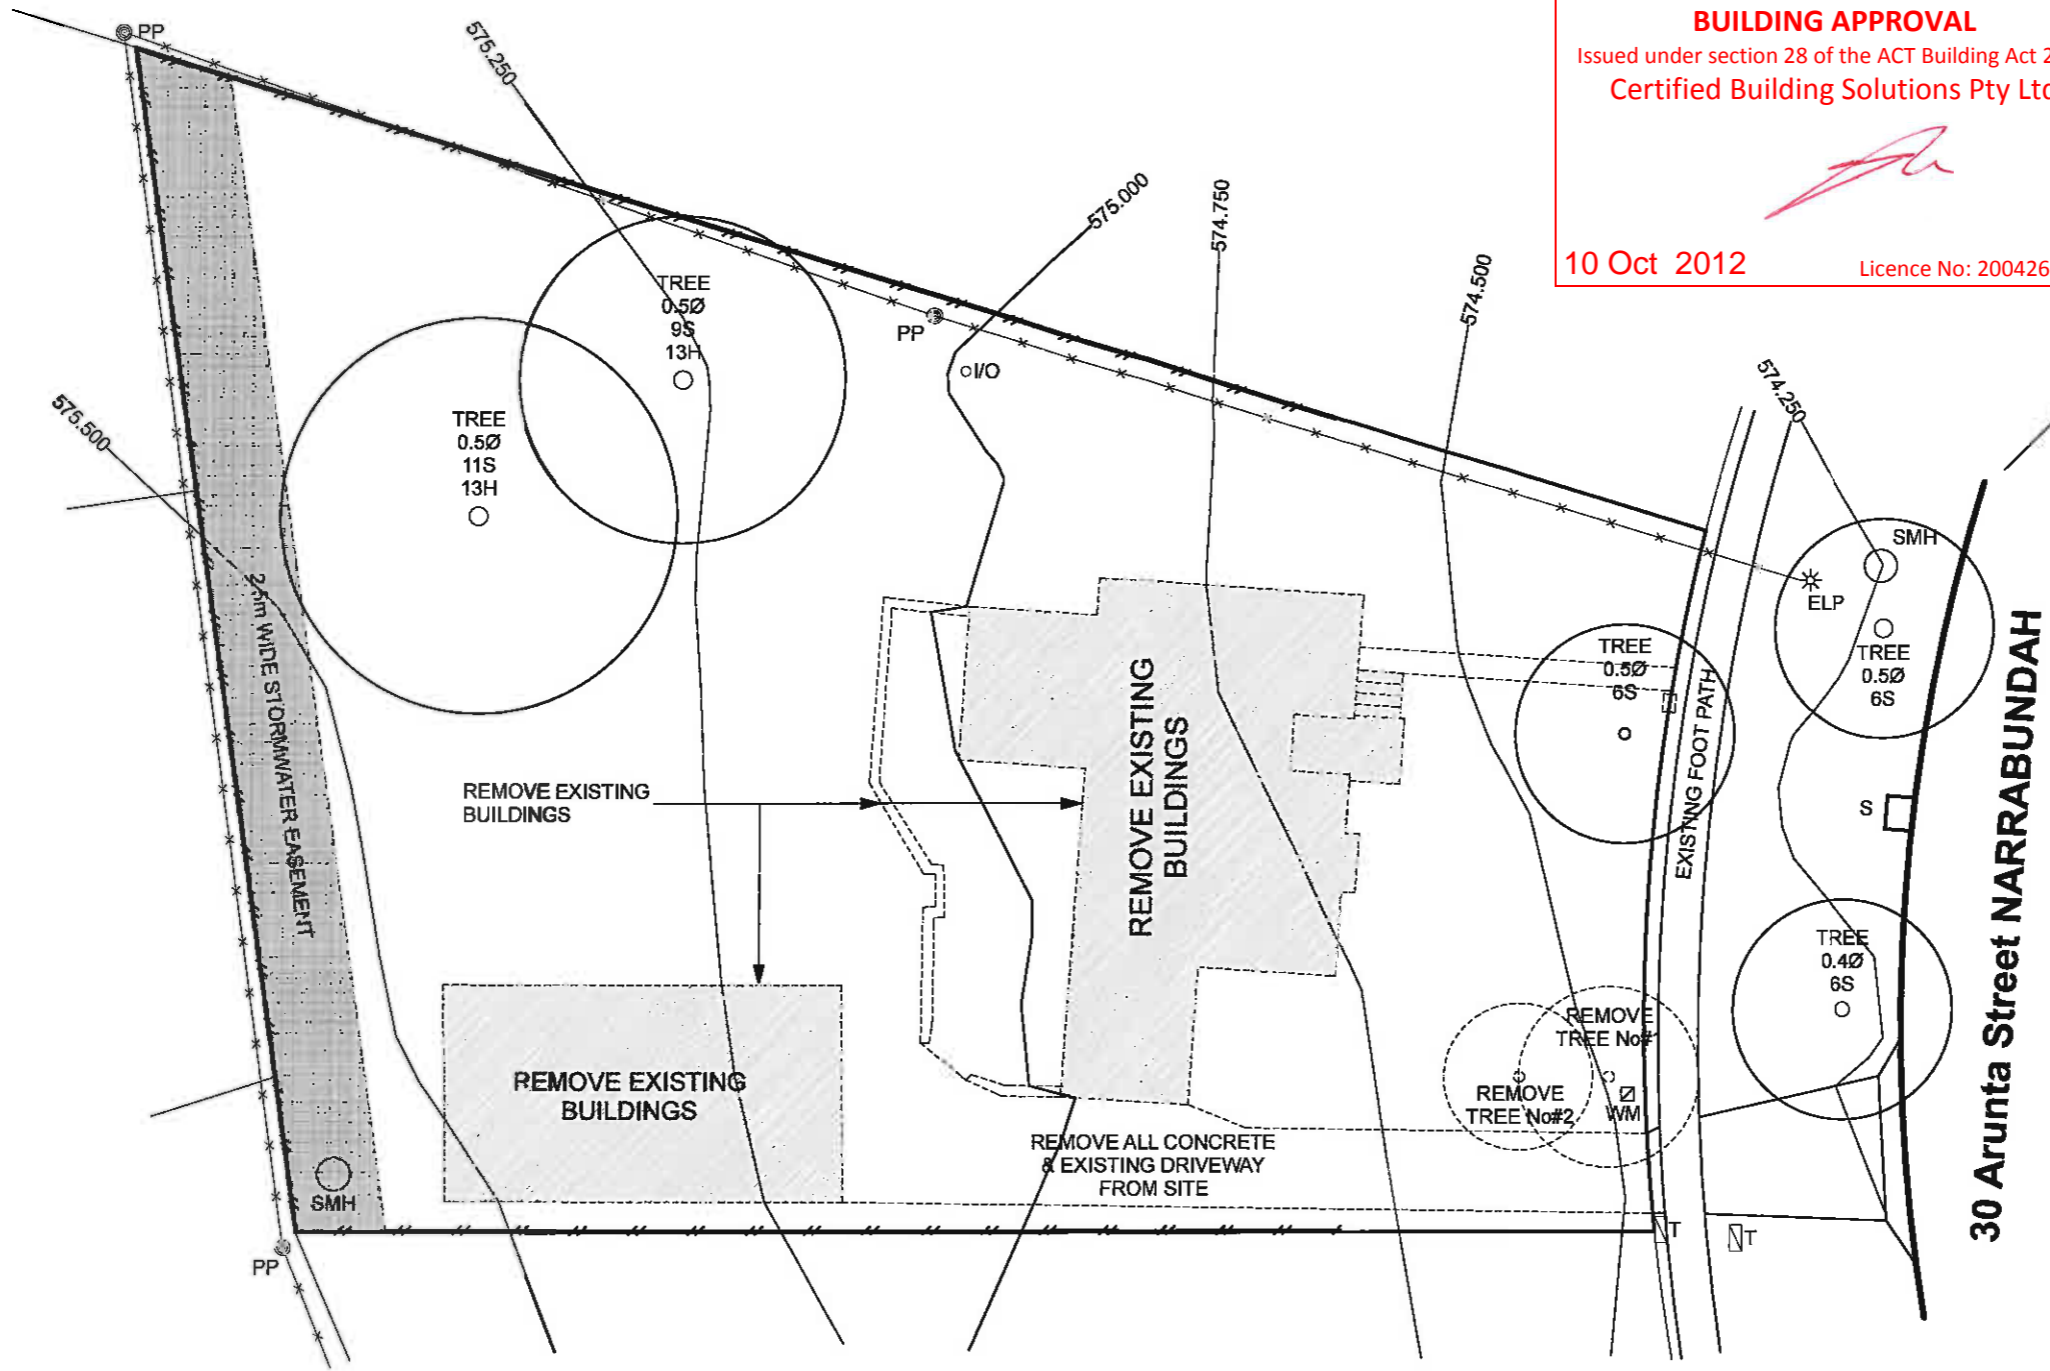 BUILDING APPROVAL
Issued under section 28 of the ACT Building Act 2
Certified Building Solutions Pty Ltd
10 Oct 2012
Licence No: 200426
PP
575.250
575.000
574.750
574.500
574.250
575.500
TREE
0.5Ø
9S
13H
TREE
0.5Ø
11S
13H
PP
I/O
SMH
ELP
TREE
0.5Ø
6S
TREE
0.5Ø
6S
EXISTING FOOT PATH
2.5m WIDE STORMWATER EASEMENT
REMOVE EXISTING
BUILDINGS
REMOVE EXISTING
BUILDINGS
S
TREE
0.4Ø
6S
30 Arunta Street NARRABUNDAH
REMOVE EXISTING
BUILDINGS
REMOVE
TREE No#1
REMOVE
TREE No#2
WM
REMOVE ALL CONCRETE
& EXISTING DRIVEWAY
FROM SITE
SMH
PP
T
T